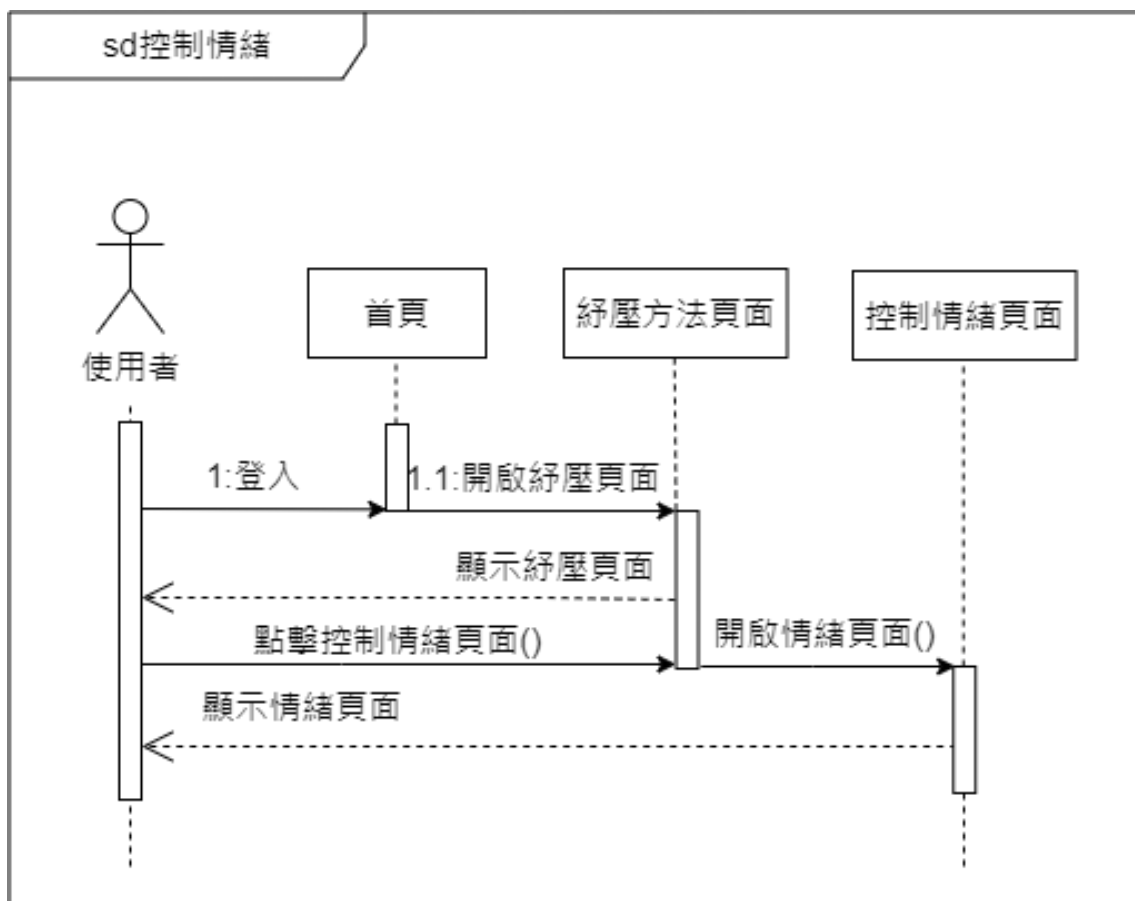 sd控制情緒
使用者
首頁
紓壓方法頁面
控制情緒頁面
1:登入
1.1:開啟紓壓頁面
顯示紓壓頁面
點擊控制情緒頁面()
開啟情緒頁面()
顯示情緒頁面